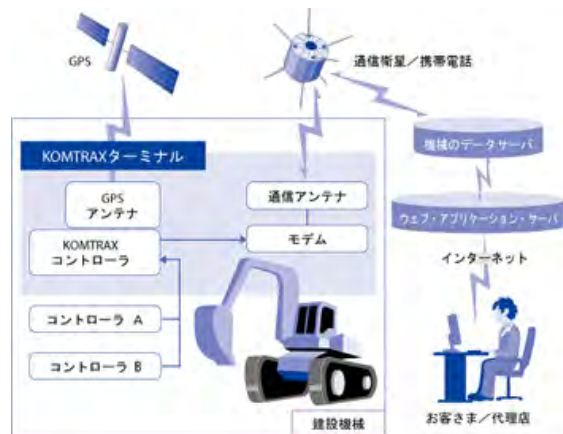 GPS
通信衛星／携帯電話
KOMTRAXターミナル
GPS
アンテナ
通信アンテナ
KOMTRAX
コントローラ
モデム
コントローラ A
コントローラ B
建設機械
機械のデータサーバ
ウェブ・アプリケーション・サーバ
インターネット
お客さま／代理店